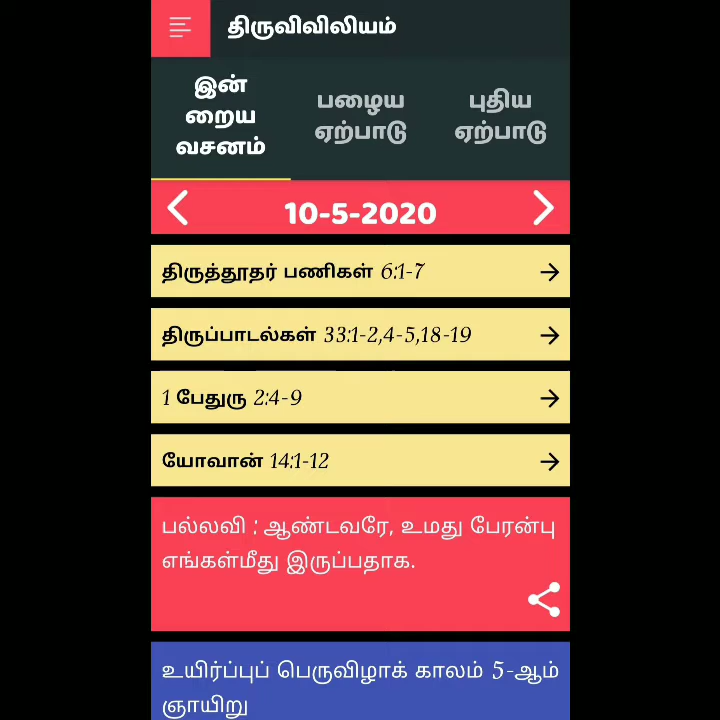 திருவிவிலியம்
இன்
றைய
வசனம்
பழைய
ஏற்பாடு
புதிய
ஏற்பாடு
10-5-2020
திருத்தூதர் பணிகள் 6:1-7
திருப்பாடல்கள் 33:1-2,4-5,18-19
1 பேதுரு 2:4-9
யோவான் 14:1-12
பல்லவி : ஆண்டவரே, உமது பேரன்பு
எங்கள்மீது இருப்பதாக.
உயிர்ப்புப் பெருவிழாக் காலம் 5-ஆம்
ஞாயிறு